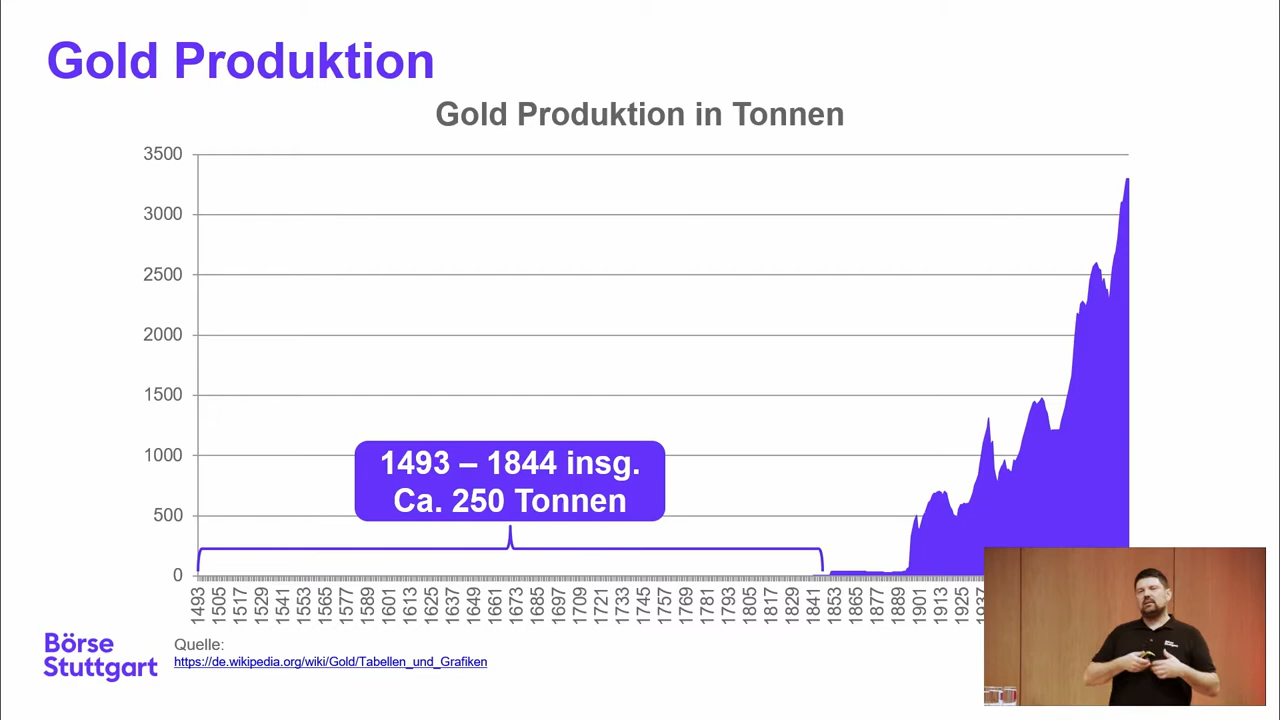 Gold Produktion
Gold Produktion in Tonnen
3500
3000
2500
2000
1500
1000
500
0
1493 – 1844 insg.
Ca. 250 Tonnen
1493 1505 1517 1529 1541 1553 1565 1577 1589 1601 1613 1625 1637 1649 1661 1673 1685 1697 1709 1721 1733 1745 1757 1769 1781 1793 1805 1817 1829 1841 1853 1865 1877 1889 1901 1913 1925
Börse
Stuttgart
Quelle:
https://de.wikipedia.org/wiki/Gold/Tabellen_und_Grafiken